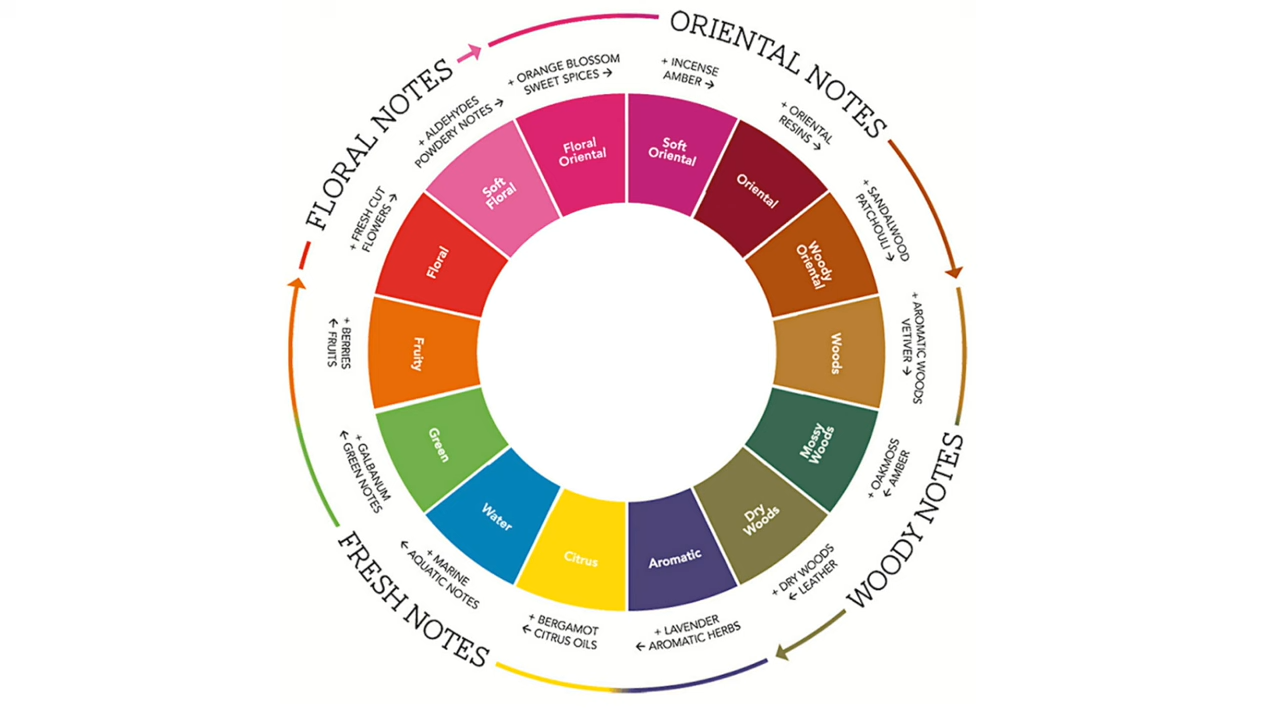 FLORAL NOTES
ORIENTAL NOTES
WOODY NOTES
FRESH NOTES
+ ORANGE BLOSSOM
SWEET SPICES →
+ INCENSE
AMBER →
+ ORIENTAL
RESINS →
+ SANDALWOOD
PATCHOULI →
+ AROMATIC WOODS
VETIVER →
+ OAKMOSS
← AMBER
+ DRY WOODS
← LEATHER
+ LAVENDER
← AROMATIC HERBS
+ BERGAMOT
← CITRUS OILS
+ MARINE
← AQUATIC NOTES
+ GALBANUM
← GREEN NOTES
+ BERRIES
← FRUITS
+ FRESH CUT
FLOWERS →
+ ALDEHYDES
POWDERY NOTES →
Floral
Oriental
Soft
Oriental
Oriental
Woody
Oriental
Woods
Mossy
Woods
Dry
Woods
Aromatic
Citrus
Water
Green
Fruity
Floral
Soft
Floral